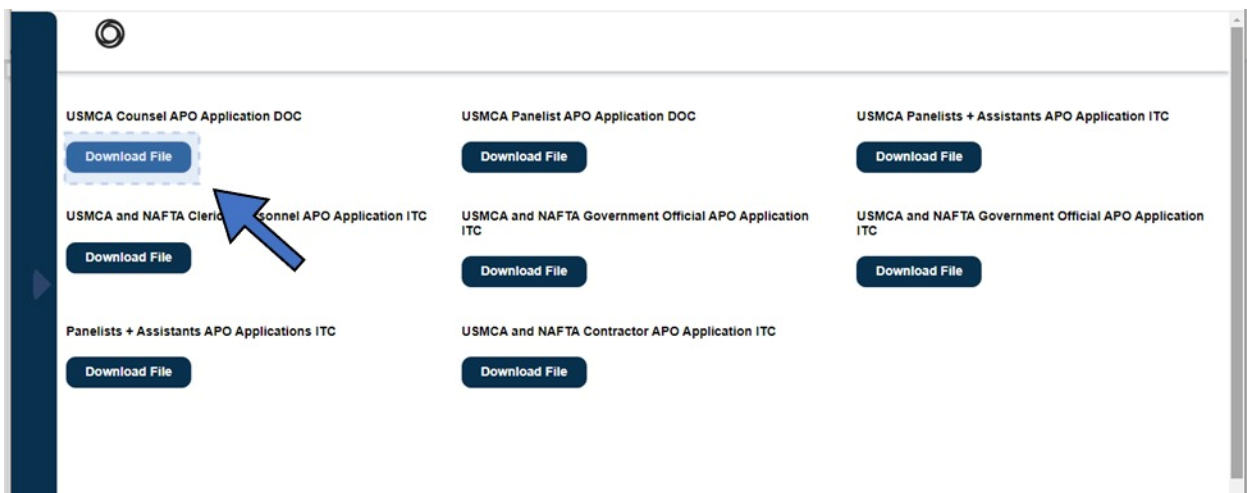 USMCA Counsel APO Application DOC
USMCA Panelist APO Application DOC
USMCA Panelists + Assistants APO Application ITC
Download File
Download File
Download File
USMCA and NAFTA APO Application ITC
USMCA and NAFTA Government Official APO Application
ITC
USMCA and NAFTA Government Official APO Application
ITC
Download File
Download File
Download File
Panelists + Assistants APO Applications ITC
USMCA and NAFTA Contractor APO Application ITC
Download File
Download File